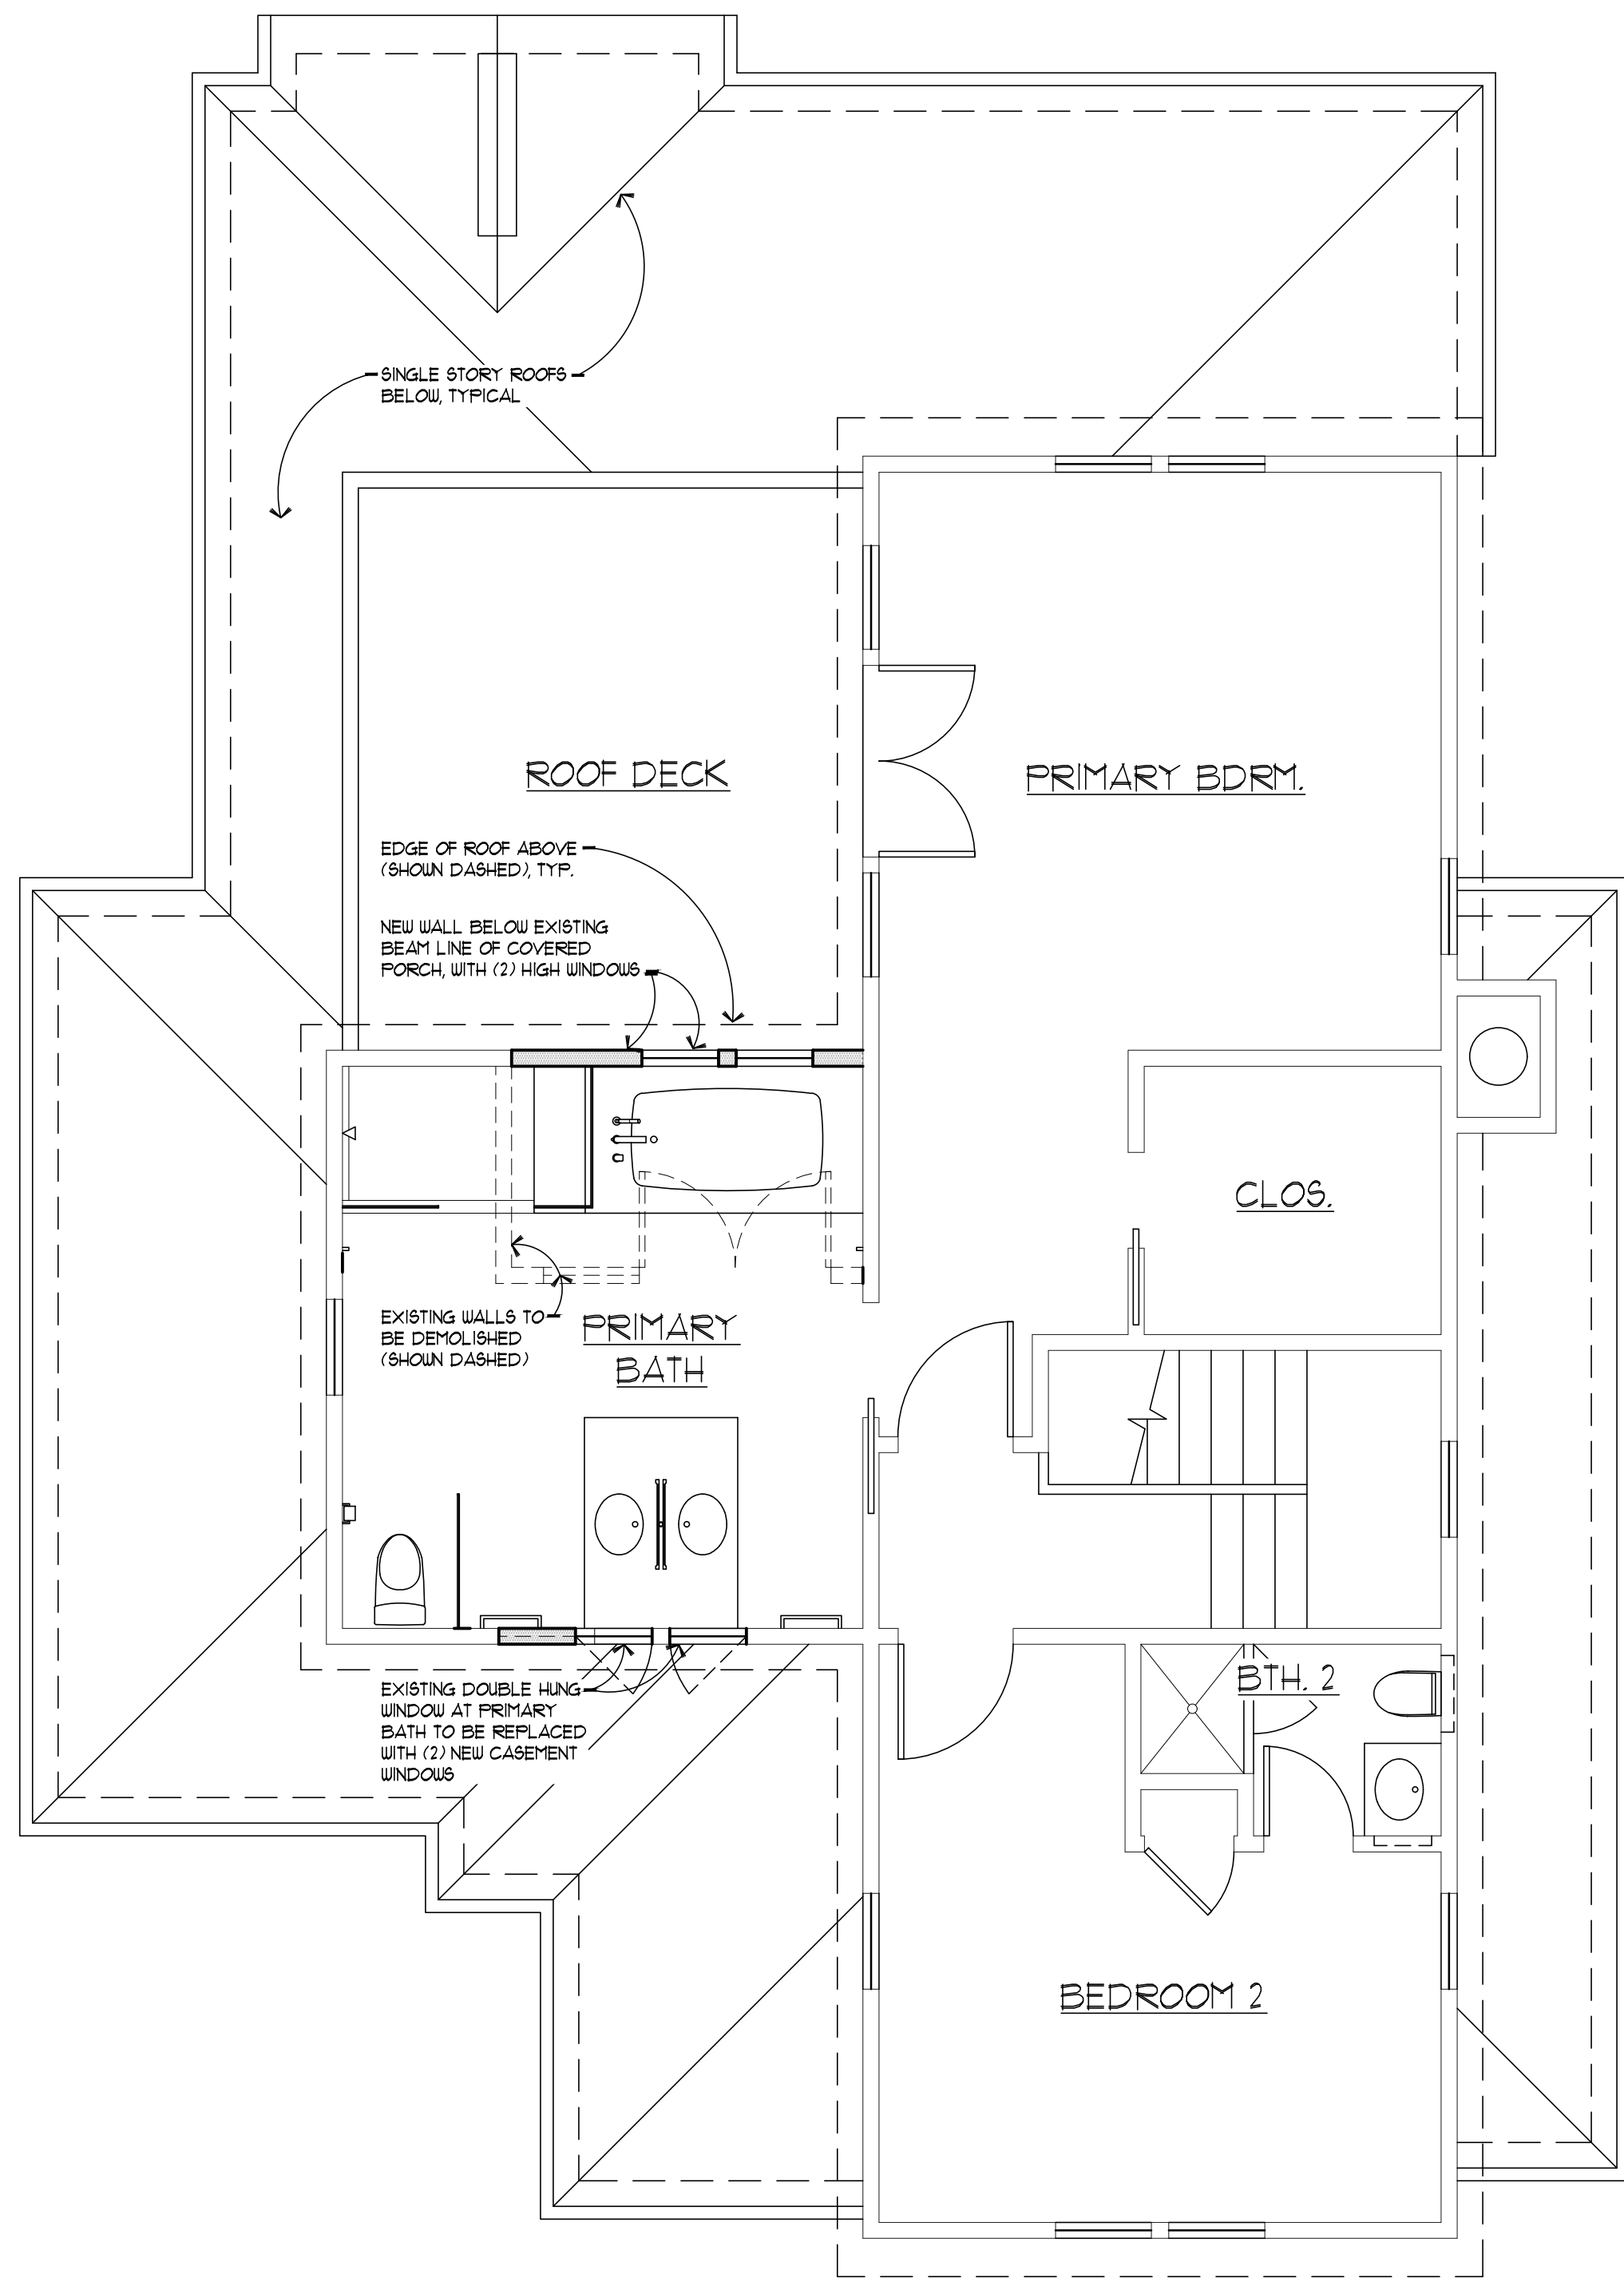 SINGLE STORY ROOFS
BELOW, TYPICAL
ROOF DECK
PRIMARY BDRM.
EDGE OF ROOF ABOVE
(SHOWN DASHED), TYP.
NEW WALL BELOW EXISTING
BEAM LINE OF COVERED
PORCH, WITH (2) HIGH WINDOWS
CLOS.
EXISTING WALLS TO
BE DEMOLISHED
(SHOWN DASHED)
PRIMARY
BATH
BTH. 2
EXISTING DOUBLE HUNG
WINDOW AT PRIMARY
BATH TO BE REPLACED
WITH (2) NEW CASEMENT
WINDOWS
BEDROOM 2